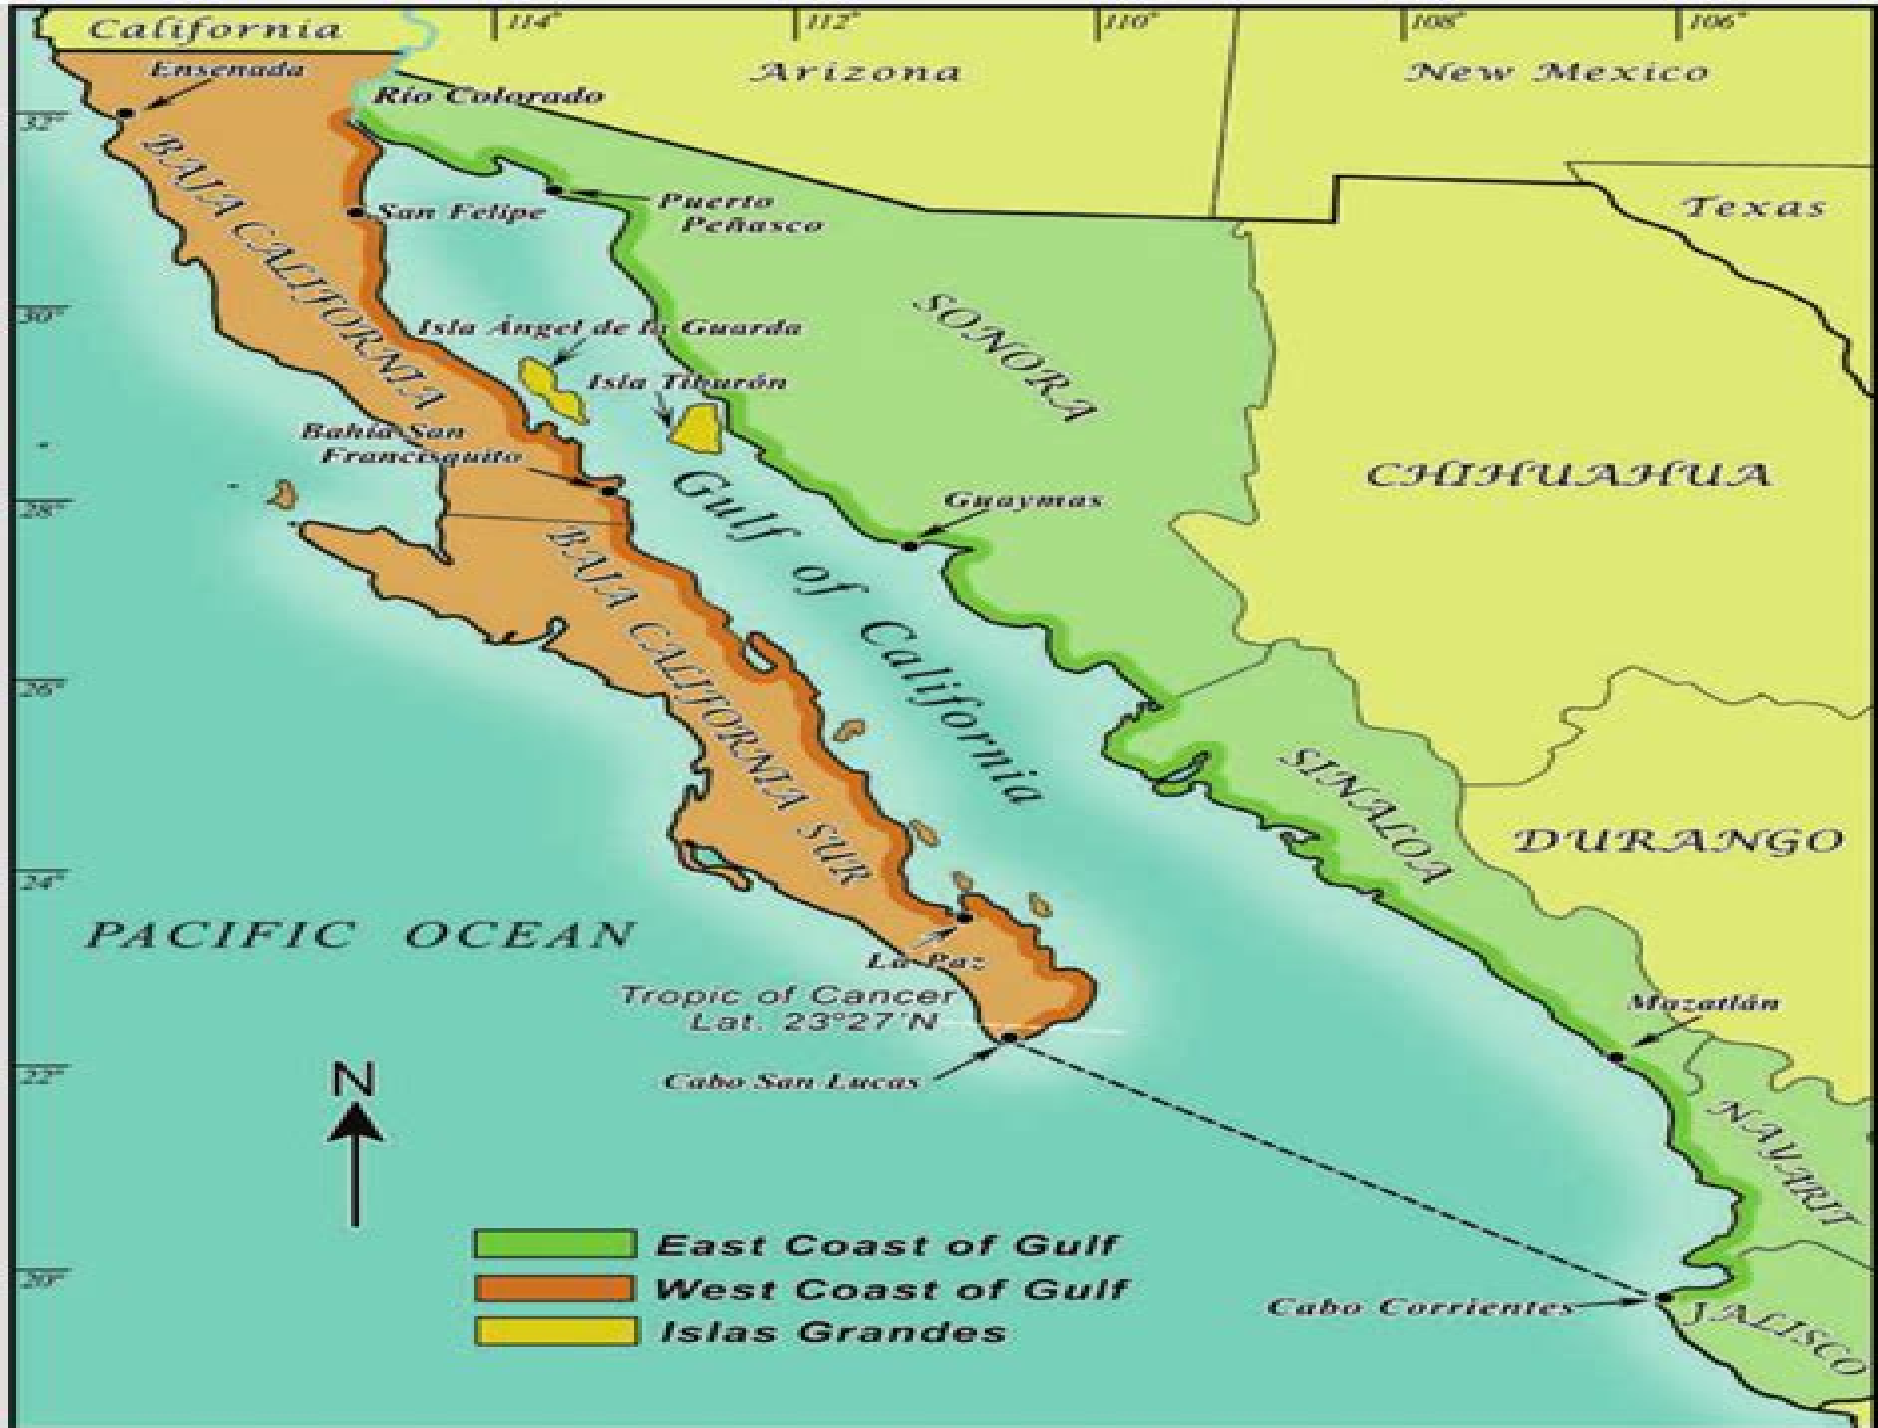 California
114°
112°
110°
108°
106°
Ensenada
Arizona
New Mexico
Río Colorado
32°
BAJA CALIFORNIA
San Felipe
Puerto
Peñasco
Texas
SONORA
30°
Isla Ángel de la Guarda
Isla Tiburón
Bahía San
Francisquito
CHIHUAHUA
28°
Gulf of California
Guaymas
BAJA CALIFORNIA SUR
26°
SINALOA
DURANGO
24°
PACIFIC OCEAN
La Paz
Tropic of Cancer
Lat. 23°27'N
Mazatlán
22°
N
Cabo San Lucas
NAYARIT
East Coast of Gulf
20°
West Coast of Gulf
Cabo Corrientes
JALISCO
Islas Grandes